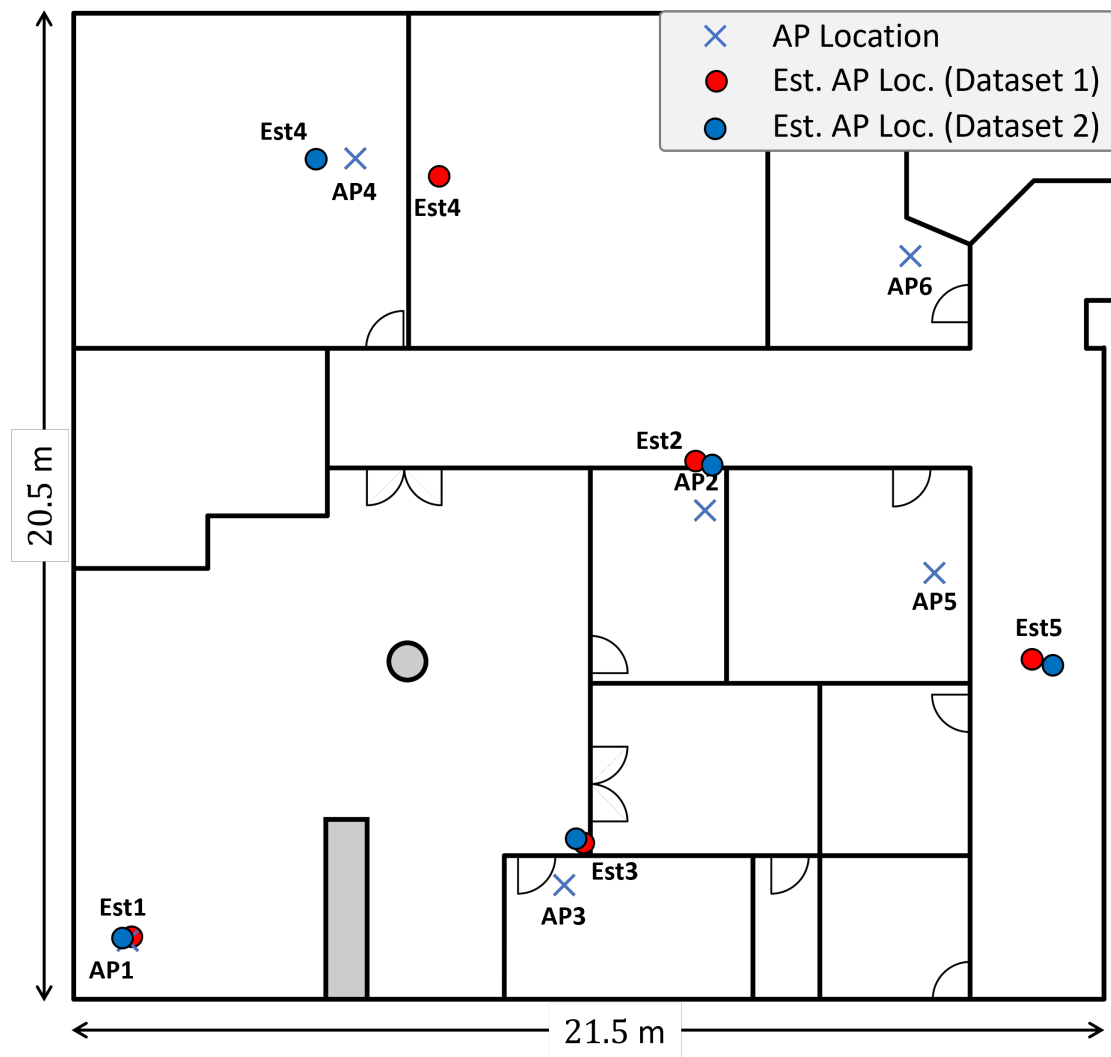 AP Location
Est. AP Loc. (Dataset 1)
Est. AP Loc. (Dataset 2)
Est4
AP4
Est4
AP6
Est2
AP2
20.5 m
AP5
Est5
Est3
AP3
Est1
AP1
21.5 m